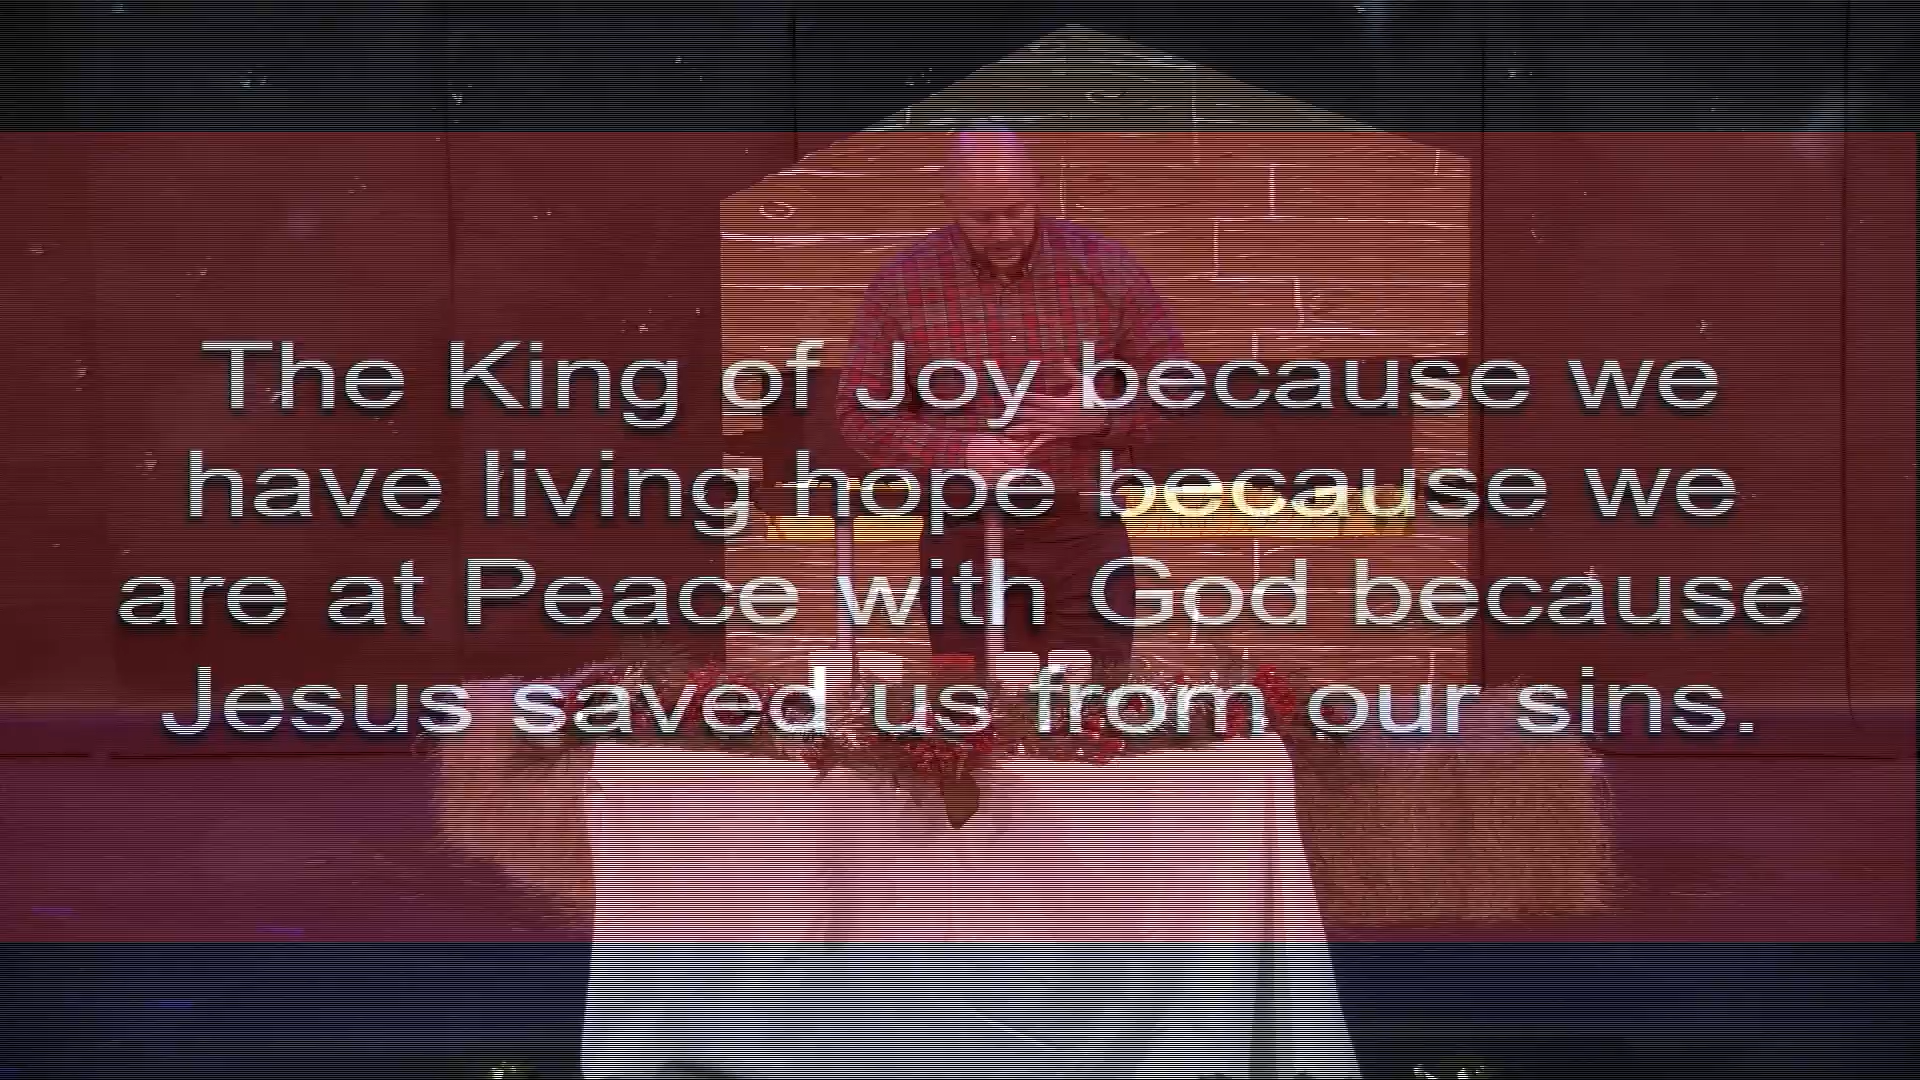 The King of Joy because we
have living hope because we
are at Peace with God because
Jesus saved us from our sins.